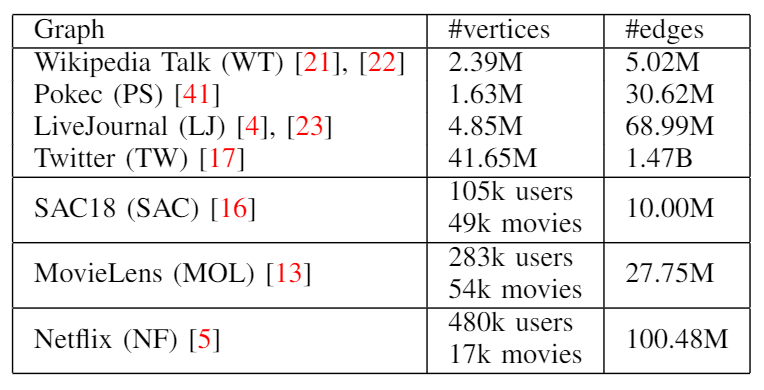 Graph #vertices #edges
Wikipedia Talk (WT) [21], [22] 2.39M 5.02M
Pokec (PS) [41] 1.63M 30.62M
LiveJournal (LJ) [4], [23] 4.85M 68.99M
Twitter (TW) [17] 41.65M 1.47B
SAC18 (SAC) [16] 105k users 10.00M
49k movies
MovieLens (MOL) [13] 283k users 27.75M
54k movies
Netflix (NF) [5] 480k users 100.48M
17k movies